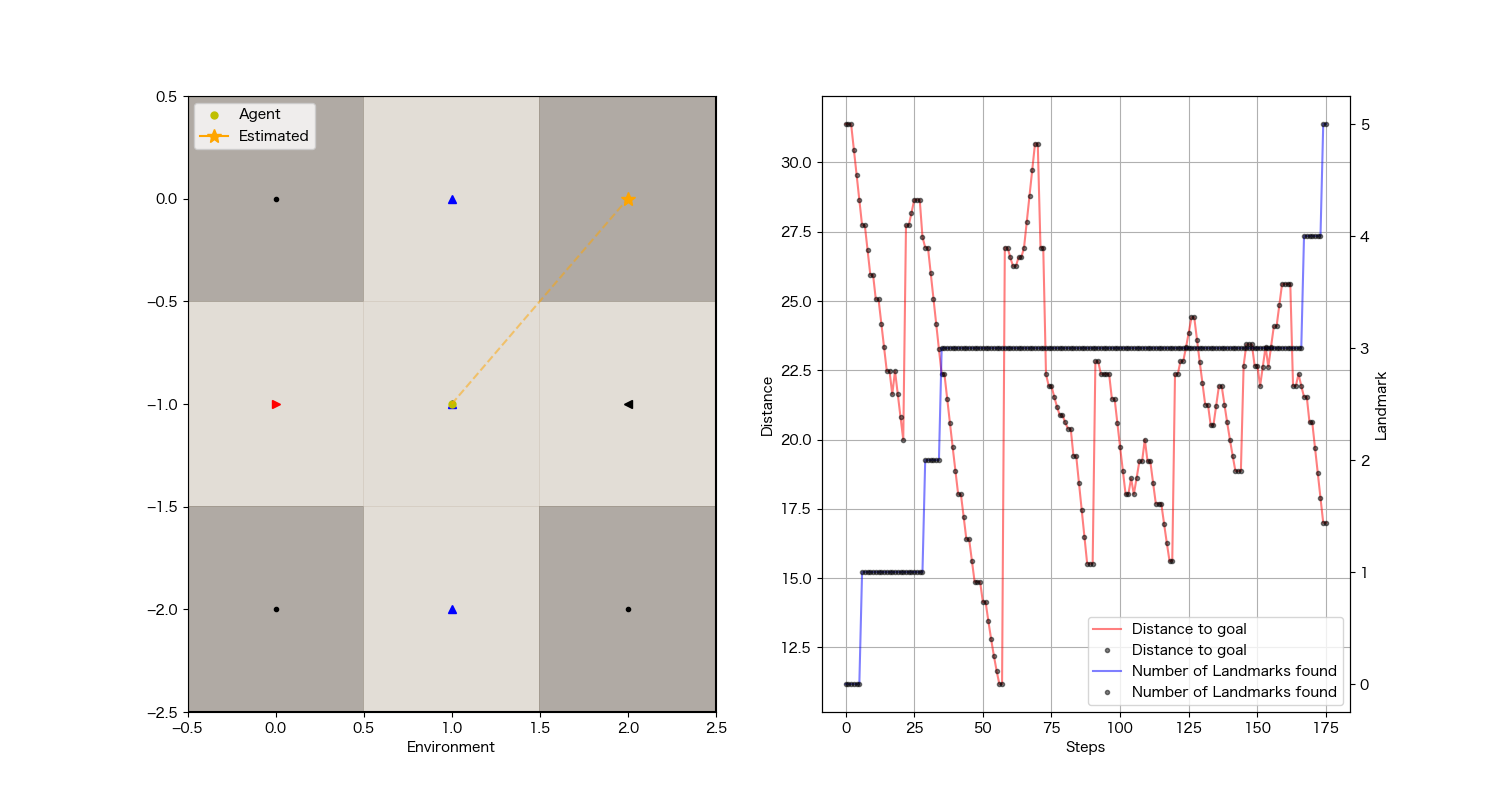 0.5
0.0
−0.5
−1.0
−1.5
−2.0
−2.5
Agent
Estimated
−0.5 0.0 0.5 1.0 1.5 2.0 2.5
Environment
Distance
30.0
27.5
25.0
22.5
20.0
17.5
15.0
12.5
Distance to goal
Distance to goal
Number of Landmarks found
Number of Landmarks found
0 25 50 75 100 125 150 175
Steps
5
4
3
2
1
0
Landmark